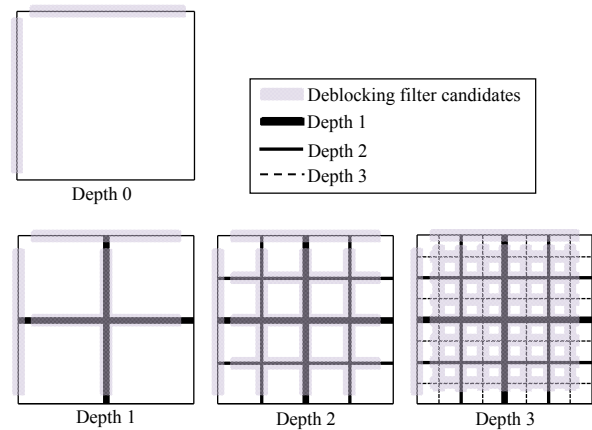 Depth 0
Deblocking filter candidates
Depth 1
Depth 2
Depth 3
Depth 1
Depth 2
Depth 3